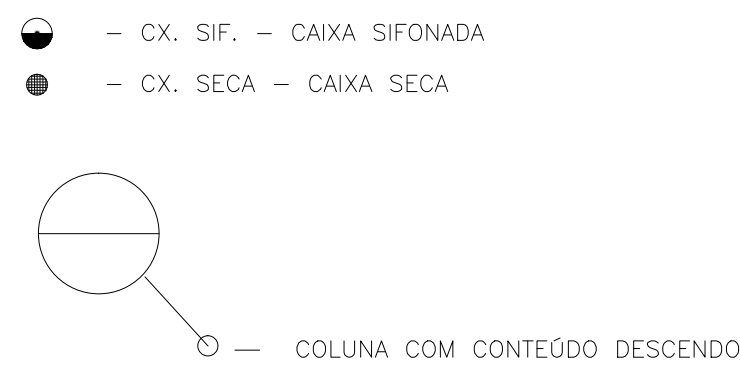 – CX. SIF. – CAIXA SIFONADA
– CX. SECA – CAIXA SECA
— COLUNA COM CONTEÚDO DESCENDO